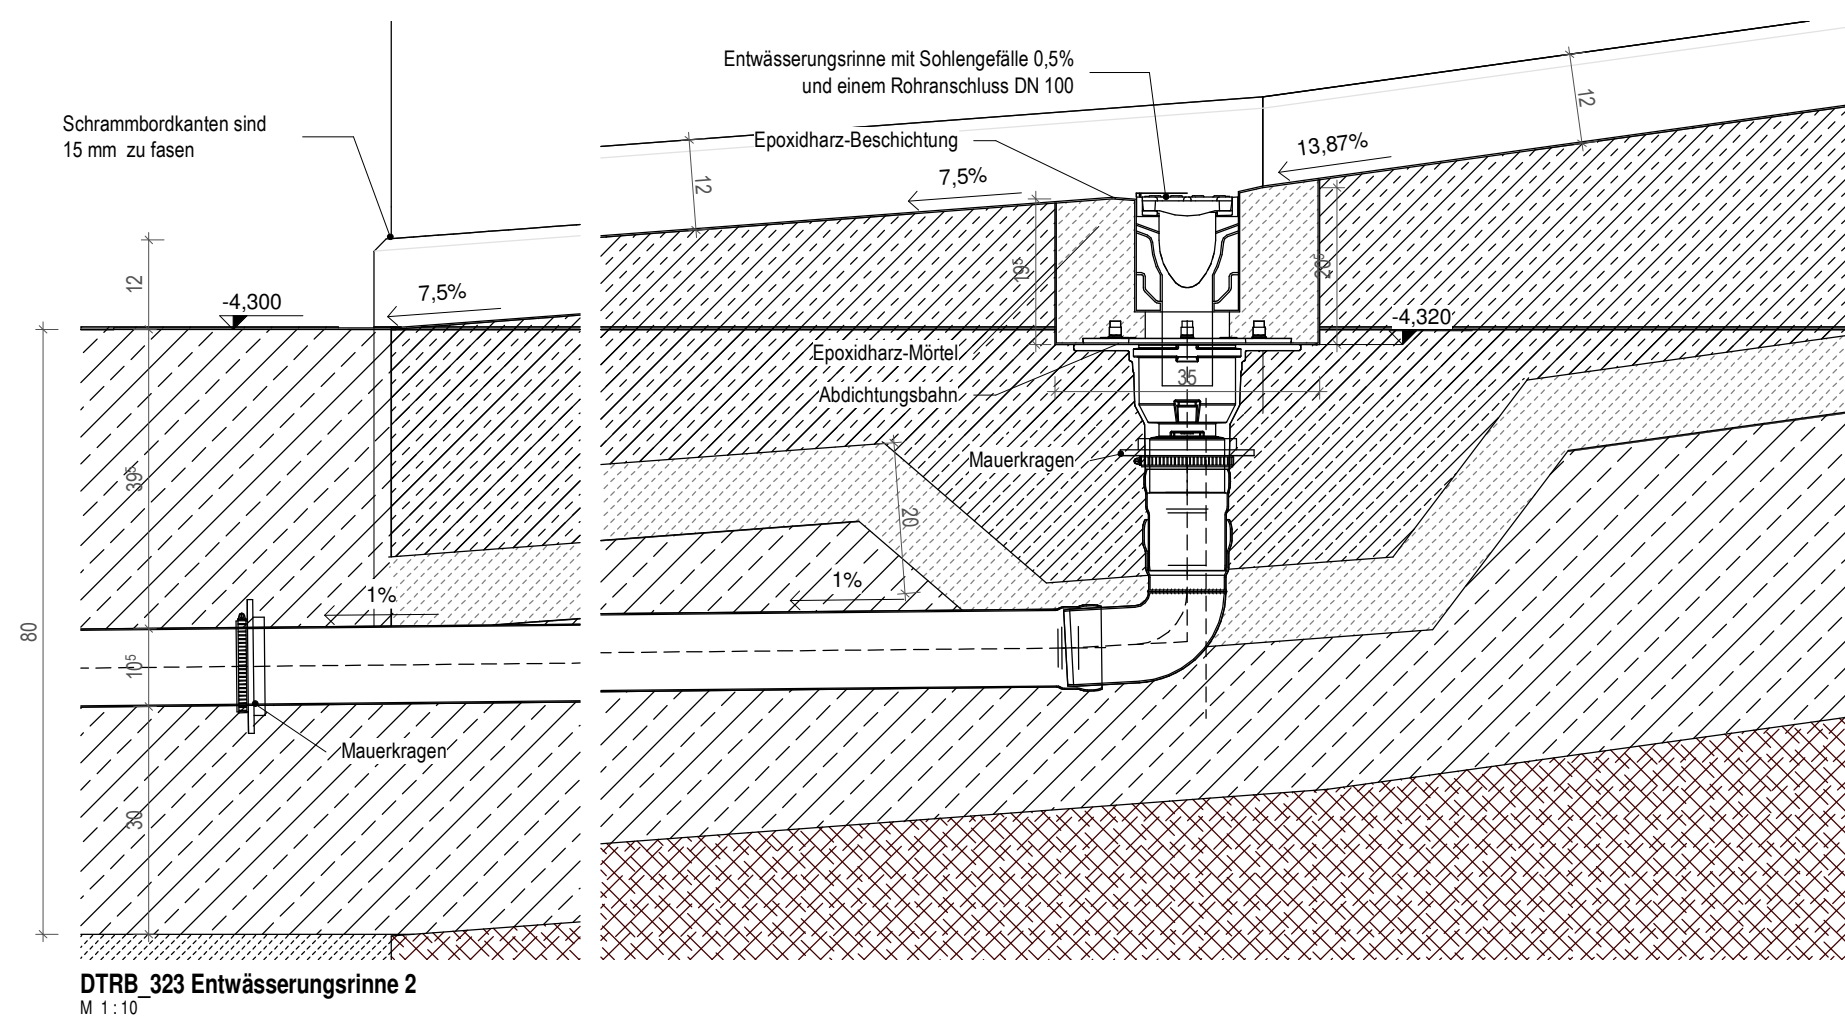 Entwässerungsrinne mit Sohlengefälle 0,5%
und einem Rohranschluss DN 100
Schrammbordkanten sind
15 mm zu fasen
Epoxidharz-Beschichtung
13,87%
12
7,5%
12
12
19⁵
-4,300
7,5%
-4,320
Epoxidharz-Mörtel
35
Abdichtungsbahn
Mauerkragen
39⁵
20
1%
1%
80
10⁵
Mauerkragen
30
DTRB_323 Entwässerungsrinne 2
M 1 : 10